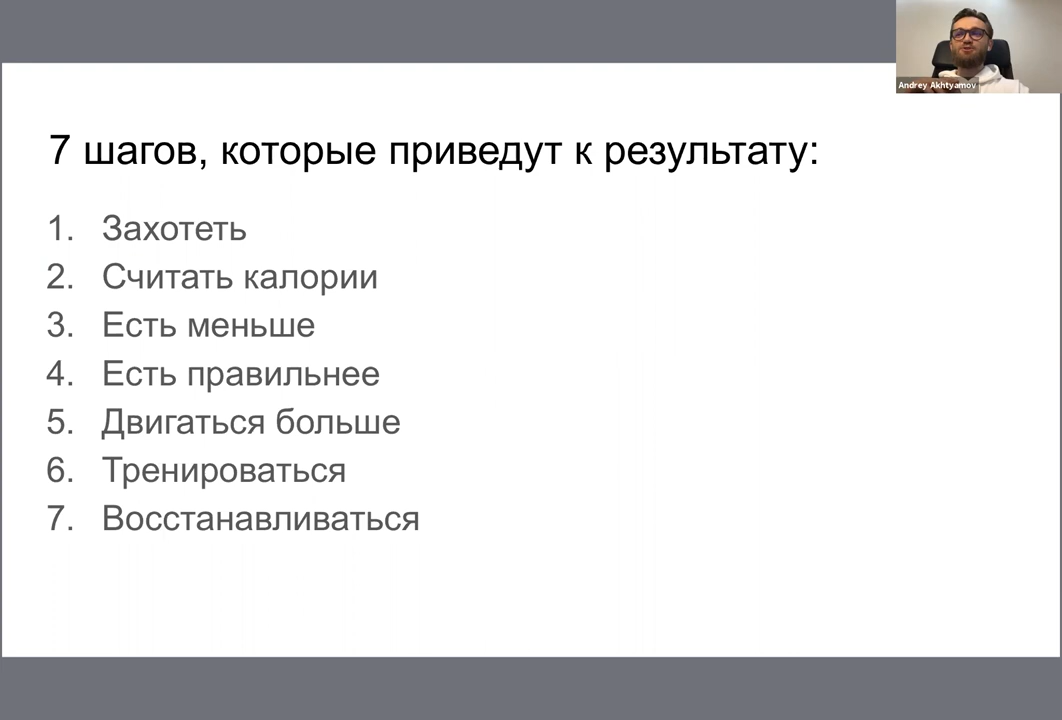 Andrey Akhtyamov
7 шагов, которые приведут к результату:
1. Захотеть
2. Считать калории
3. Есть меньше
4. Есть правильнее
5. Двигаться больше
6. Тренироваться
7. Восстанавливаться